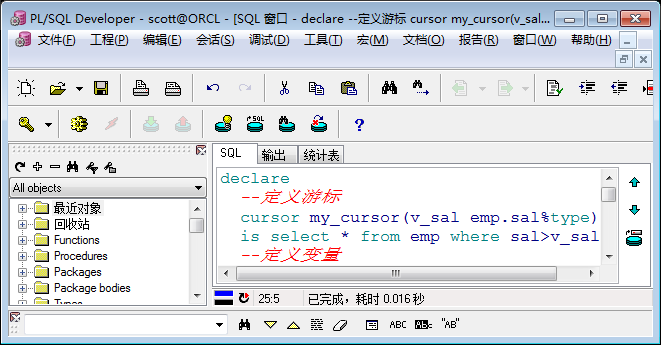 PL/SQL Developer - scott@ORCL - [SQL 窗口 - declare --定义游标 cursor my_cursor(v_sal...
文件(F) 工程(P) 编辑(E) 会话(S) 调试(D) 工具(T) 宏(M) 文档(O) 报告(R) 窗口(W) 帮助(H)
SQL 输出 统计表
All objects
最近对象
回收站
Functions
Procedures
Packages
Package bodies
Types
declare
--定义游标
cursor my_cursor(v_sal emp.sal%type)
is select * from emp where sal>v_sal
--定义变量
25:5 已完成，耗时 0.016 秒
ABC ABc "AB"